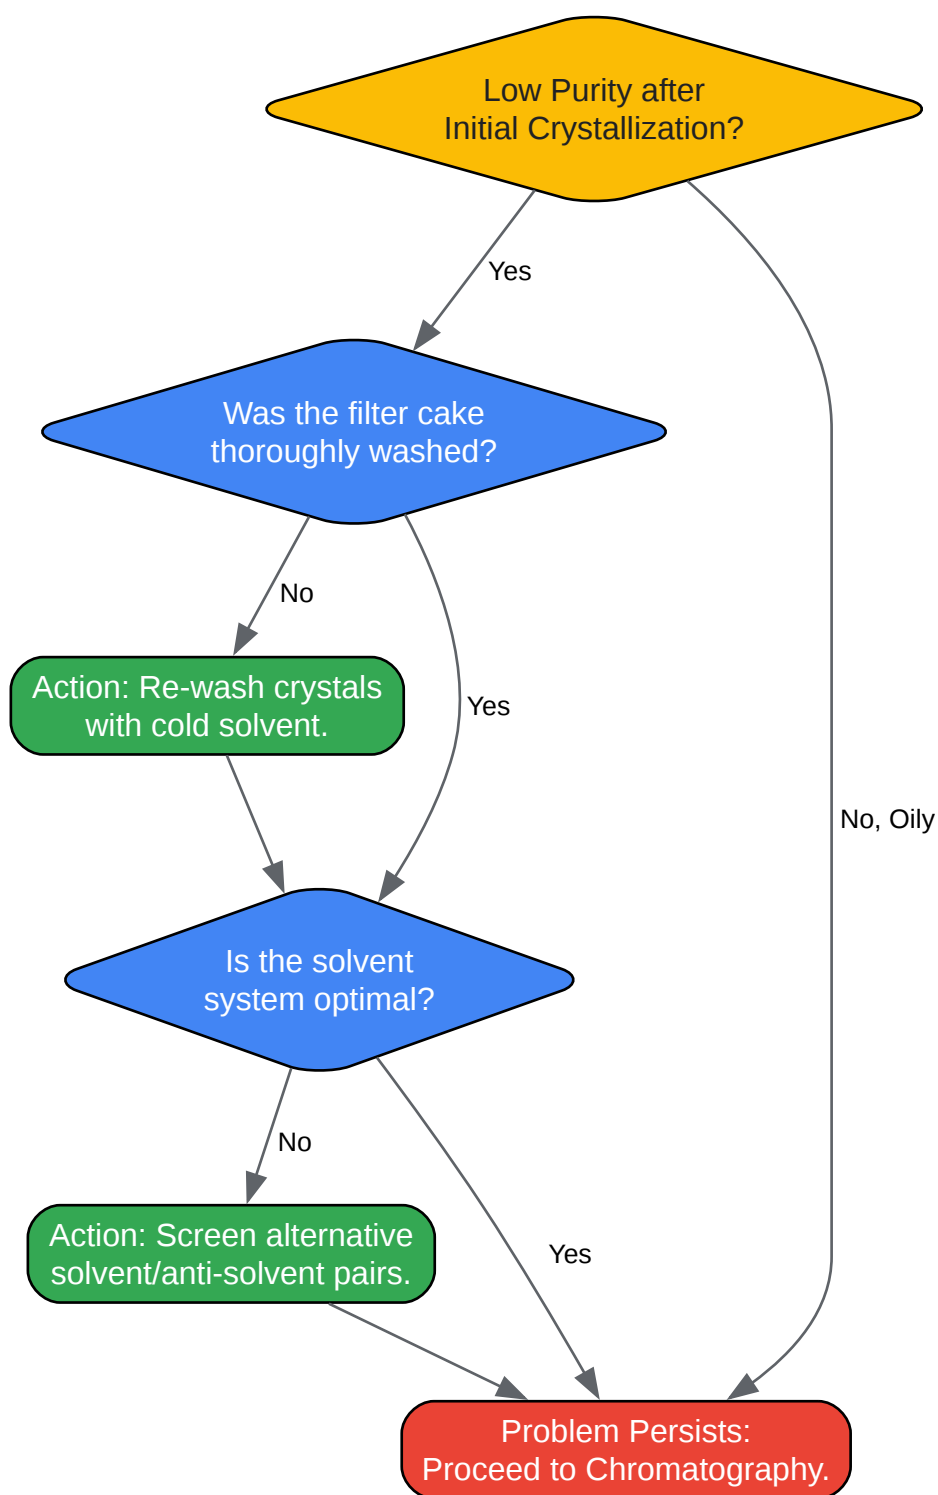 Low Purity after
Initial Crystallization?
Yes
Was the filter cake
thoroughly washed?
No
Action: Re-wash crystals
with cold solvent.
Yes
No, Oily
Is the solvent
system optimal?
No
Action: Screen alternative
solvent/anti-solvent pairs.
Yes
Problem Persists:
Proceed to Chromatography.